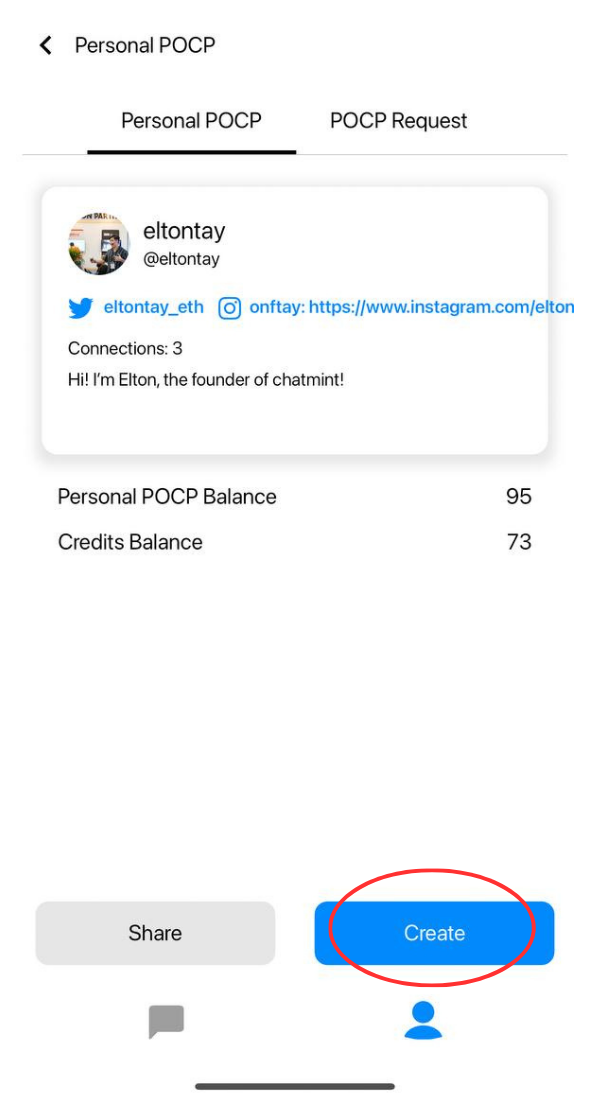 Personal POCP
Personal POCP POCP Request
eltontay
@eltontay
eltontay_eth onftay: https://www.instagram.com/elton
Connections: 3
Hi! I'm Elton, the founder of chatmint!
Personal POCP Balance 95
Credits Balance 73
Share Create